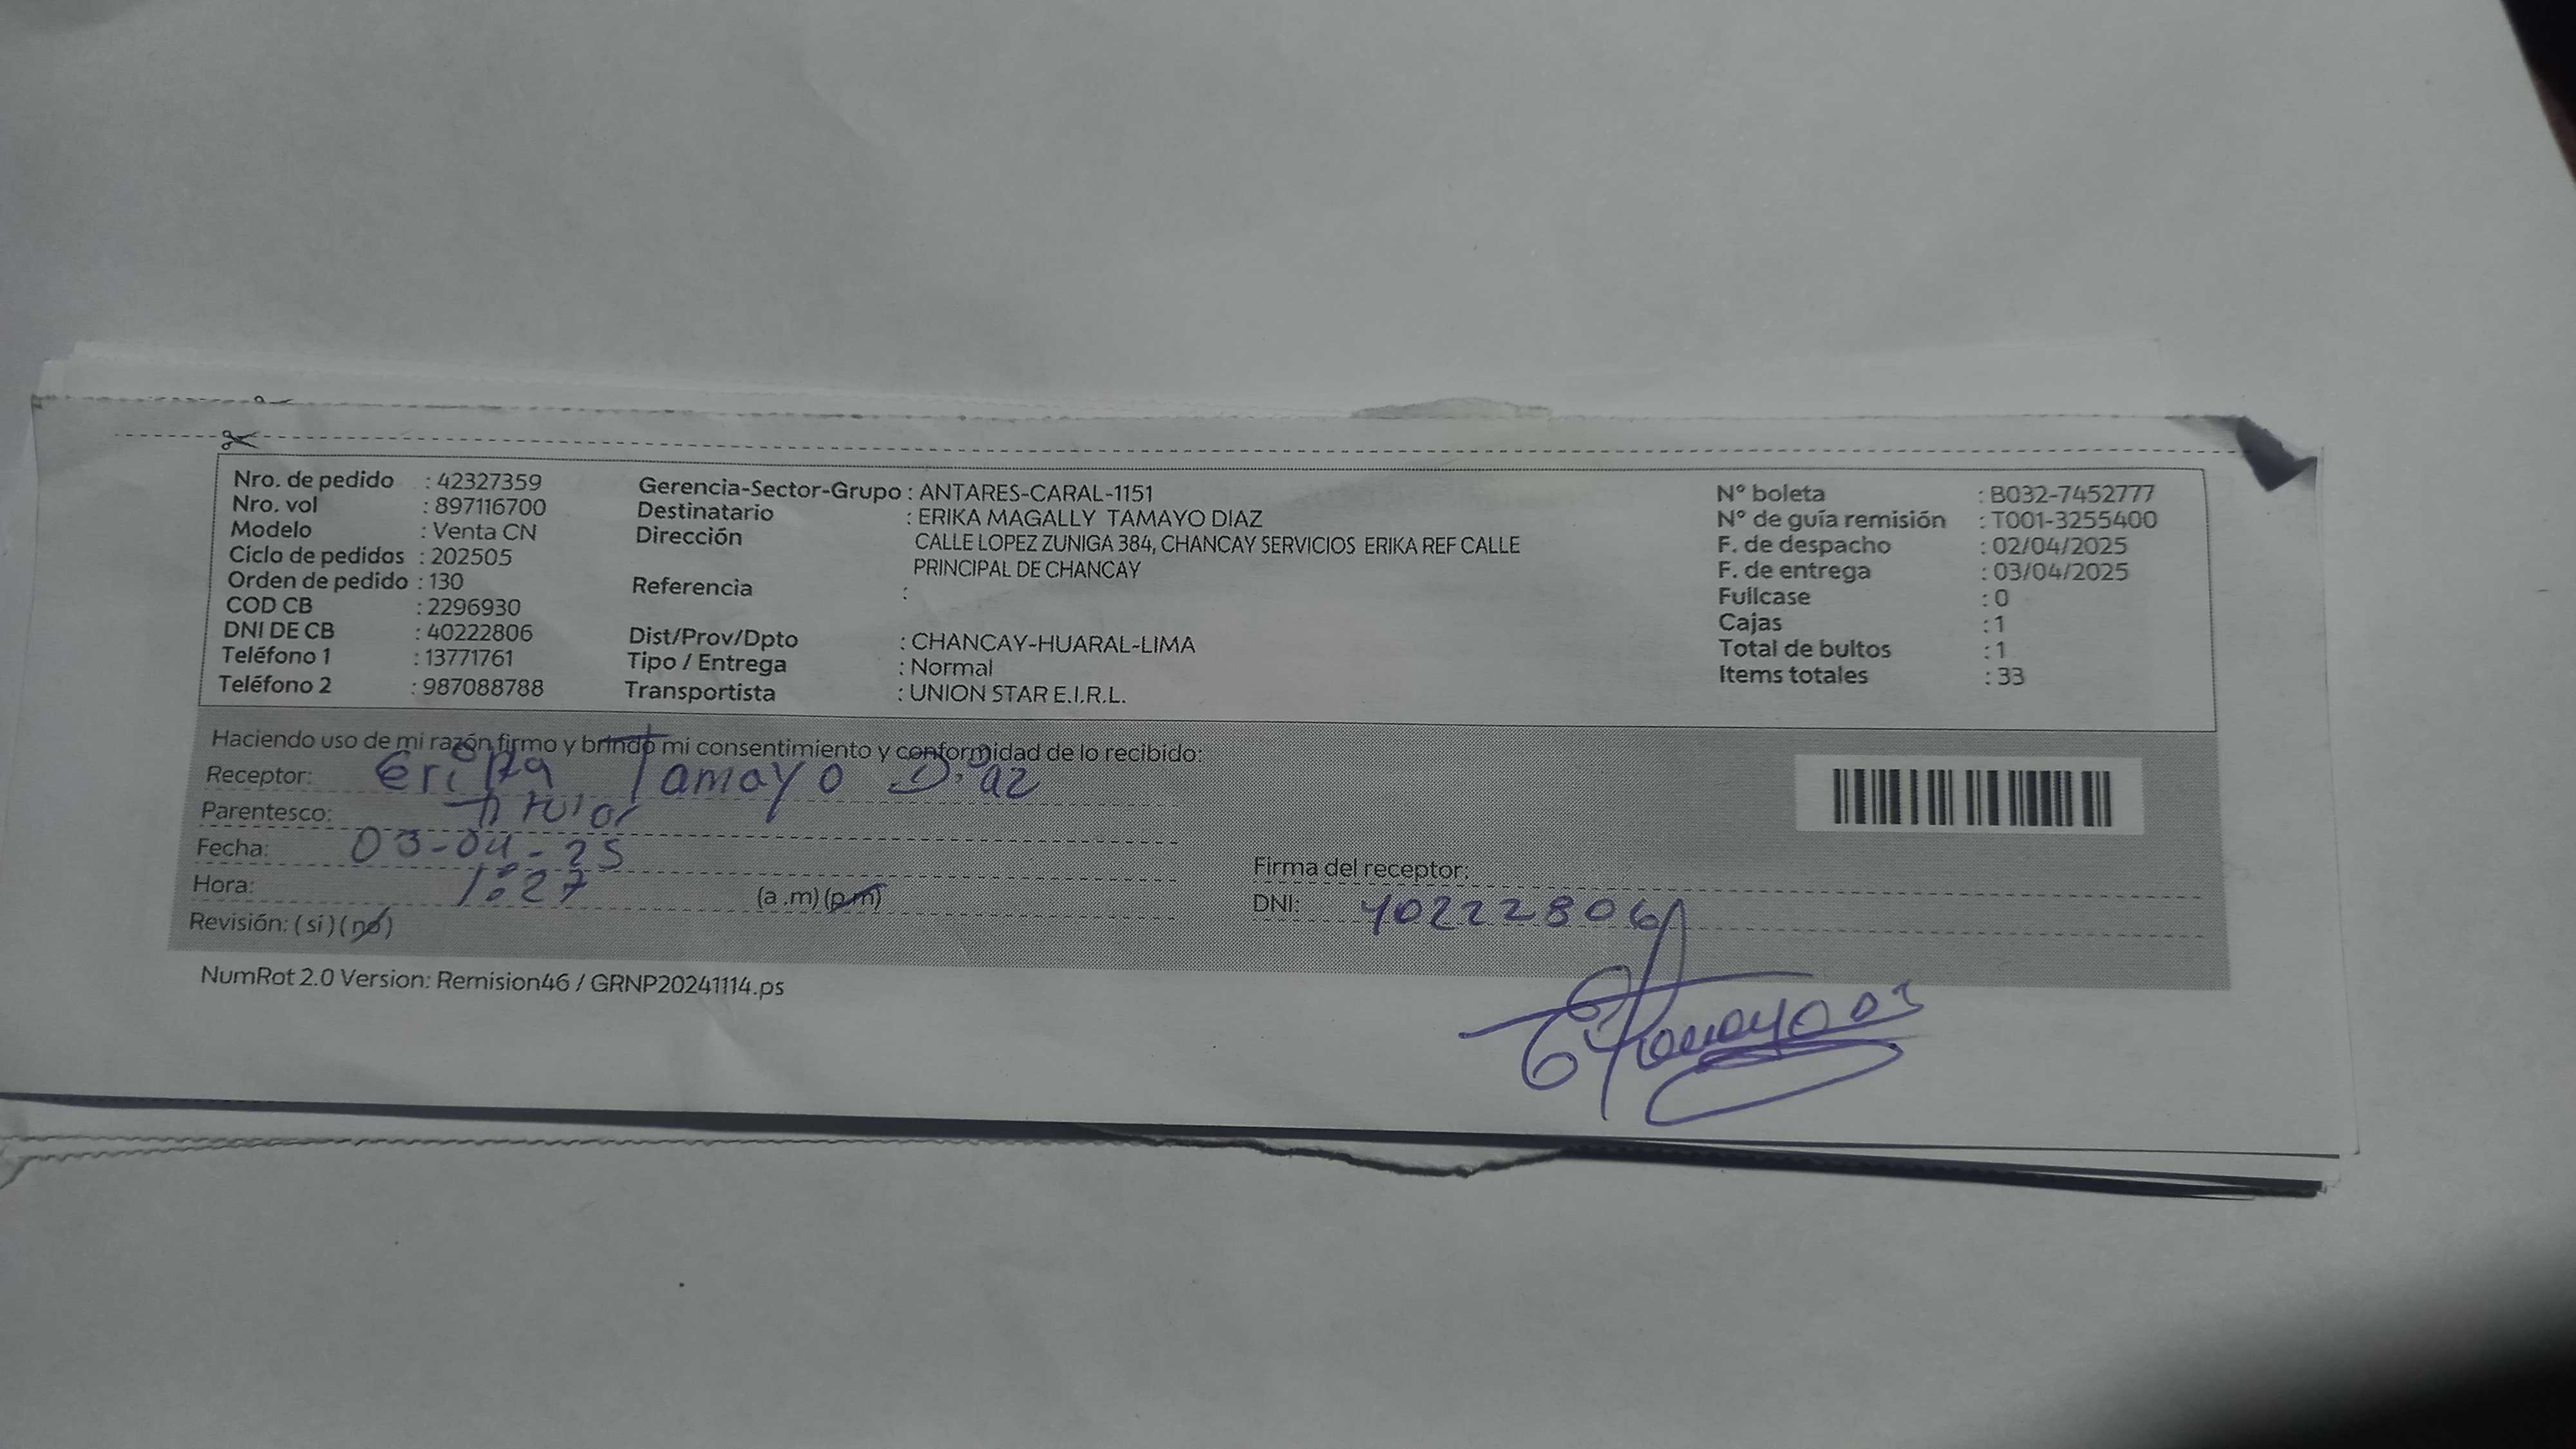 Nro. de pedido : 42327359
Nro. vol : 897116700
Modelo : Venta CN
Ciclo de pedidos : 202505
Orden de pedido : 130
COD CB : 2296930
DNI DE CB : 40222806
Teléfono 1 : 13771761
Teléfono 2 : 987088788
Gerencia-Sector-Grupo : ANTARES-CARAL-1151
Destinatario : ERIKA MAGALLY TAMAYO DIAZ
Dirección CALLE LOPEZ ZUNIGA 384, CHANCAY SERVICIOS ERIKA REF CALLE
PRINCIPAL DE CHANCAY
Referencia :
Dist/Prov/Dpto : CHANCAY-HUARAL-LIMA
Tipo / Entrega : Normal
Transportista : UNION STAR E.I.R.L.
N° boleta : B032-7452777
N° de guía remisión : T001-3255400
F. de despacho : 02/04/2025
F. de entrega : 03/04/2025
Fullcase : 0
Cajas : 1
Total de bultos : 1
Items totales : 33
Haciendo uso de mi razón firmo y brindo mi consentimiento y conformidad de lo recibido:
Receptor: Erika Tamayo Diaz
Parentesco: Titular
Fecha: 03-04-25
Hora: 1:27 (a .m) (p.m)
Revisión: (si) (no)
Firma del receptor:
DNI: 40222806
NumRot 2.0 Version: Remision46 / GRNP20241114.ps